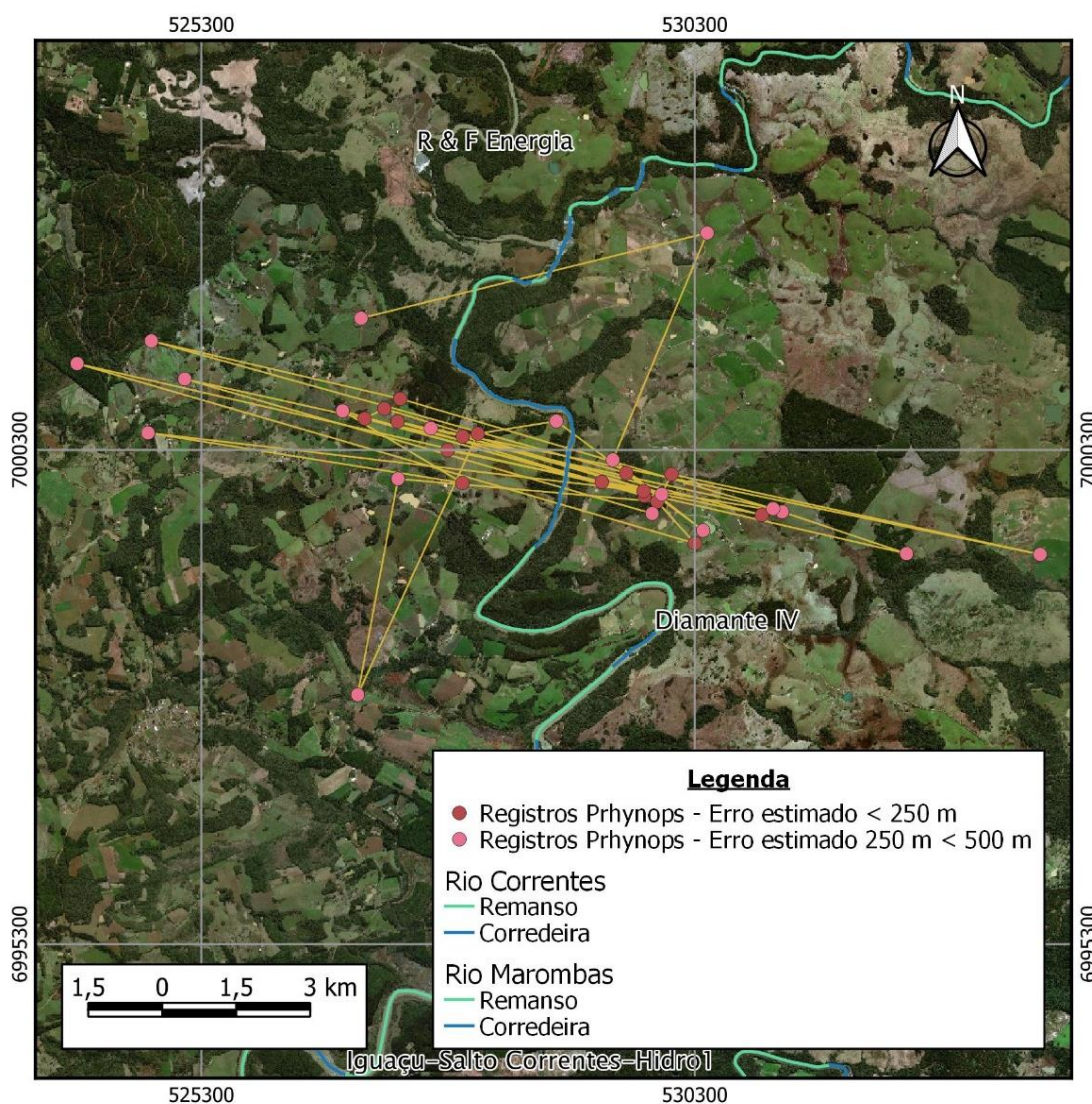 525300
530300
N
R & F Energia
7000300
7000300
Diamante IV
Legenda
Registros Prhynops - Erro estimado < 250 m
Registros Prhynops - Erro estimado 250 m < 500 m
Rio Correntes
Remanso
Corredeira
Rio Marombas
Remanso
Corredeira
6995300
6995300
1,5 0 1,5 3 km
Iguaçu-Salto Correntes-Hidro1
525300
530300